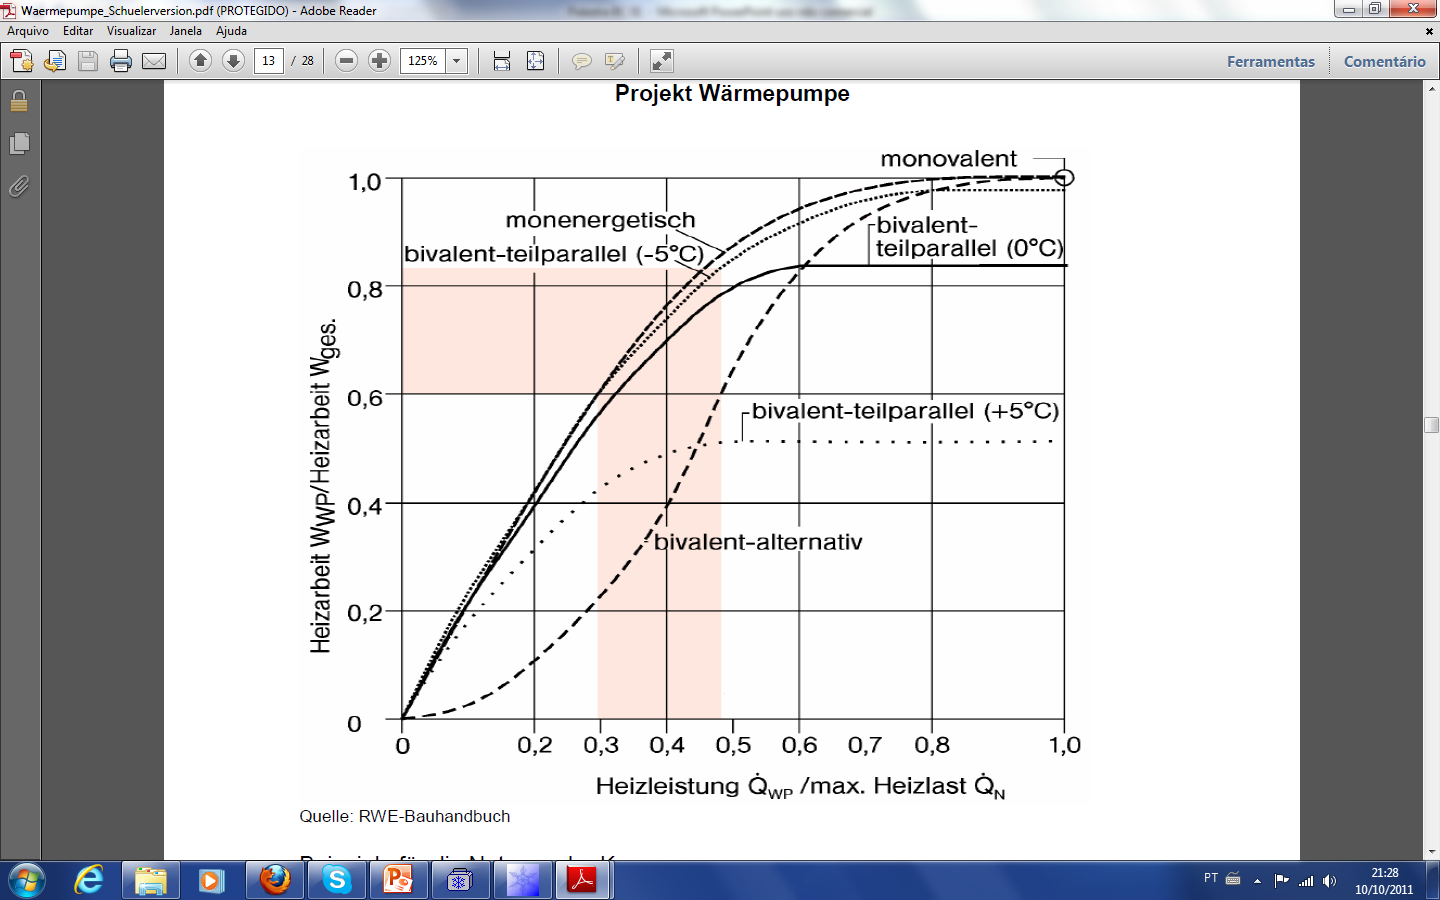 Waermepumpe_Schuelerversion.pdf (PROTEGIDO) - Adobe Reader
Arquivo Editar Visualizar Janela Ajuda
13 / 28 125% Ferramentas Comentário
Projekt Wärmepumpe
monovalent
1,0
monenergetisch
bivalent-
teilparallel (0°C)
bivalent-teilparallel (-5°C)
0,8
0,6
bivalent-teilparallel (+5°C)
0,4
bivalent-alternativ
0,2
0
Heizarbeit WWP/Heizarbeit Wges.
0 0,2 0,3 0,4 0,5 0,6 0,7 0,8 1,0
Heizleistung Q̇WP /max. Heizlast Q̇N
Quelle: RWE-Bauhandbuch
PT
21:28
10/10/2011